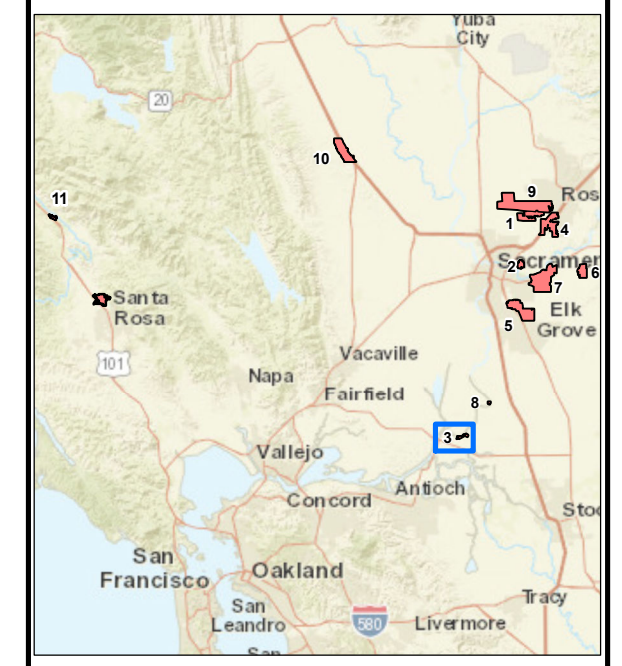 Yuba
City
20
10
11
9
Ros
1
4
Sacramen
2
6
7
Santa
Rosa
5
Elk
Grove
101
Vacaville
Napa
Fairfield
8
3
Vallejo
Antioch
Concord
Stoc
San
Francisco
Oakland
Tracy
San
Leandro
580
Livermore
San